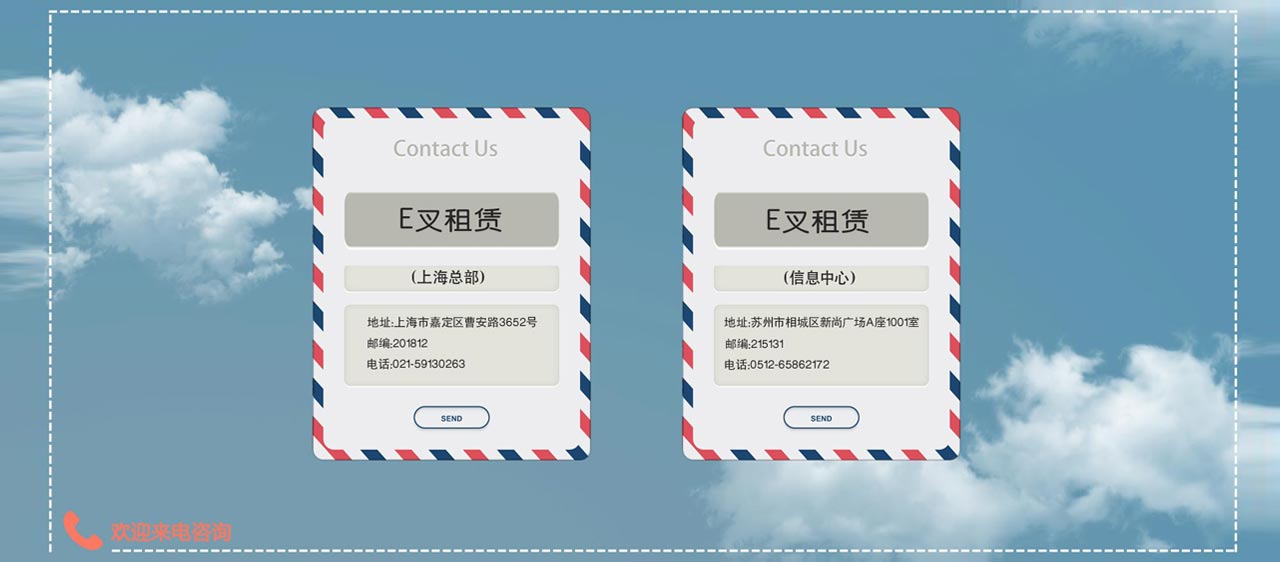 Contact Us
E叉租赁
(上海总部)
地址:上海市嘉定区曹安路3652号
邮编:201812
电话:021-59130263
SEND
Contact Us
E叉租赁
(信息中心)
地址:苏州市相城区新尚广场A座1001室
邮编:215131
电话:0512-65862172
SEND
欢迎来电咨询